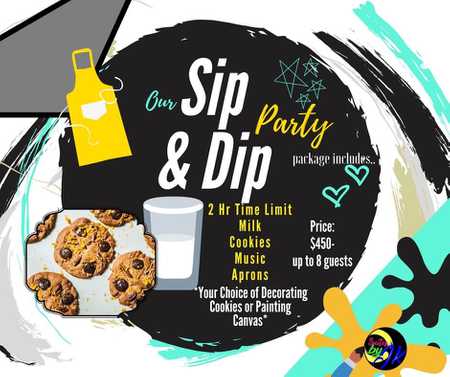 Our
Sip
& Dip
Party
package includes..
2 Hr Time Limit
Milk
Cookies
Music
Aprons
*Your Choice of Decorating
Cookies or Painting
Canvas*
Price:
$450-
up to 8 guests
by